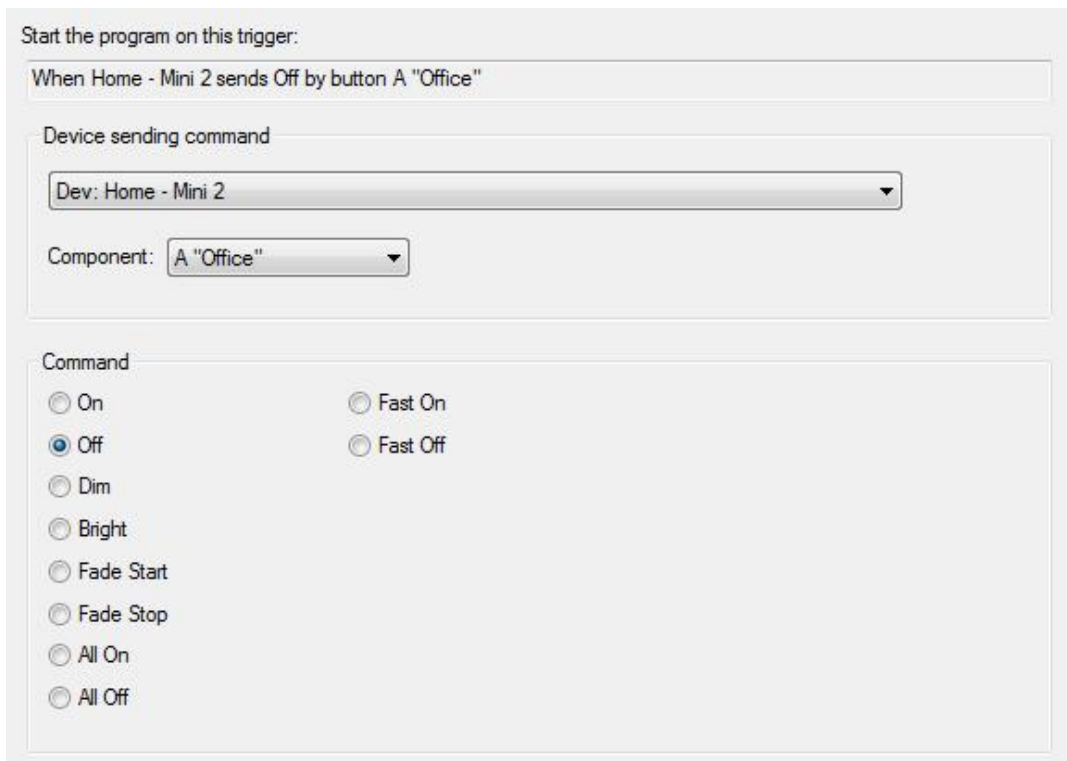 Start the program on this trigger:
When Home - Mini 2 sends Off by button A "Office"
Device sending command
Dev: Home - Mini 2
Component: A "Office"
Command
On Fast On
Off Fast Off
Dim
Bright
Fade Start
Fade Stop
All On
All Off